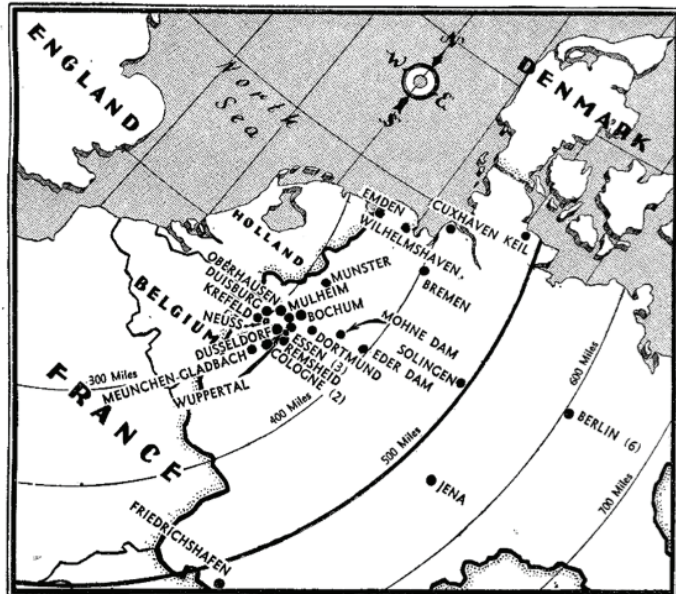 ENGLAND
North
Sea
N
W
E
S
DENMARK
HOLLAND
EMDEN
WILHELMSHAVEN,
CUXHAVEN
KEIL
OBERHAUSEN
DUISBURG
KREFELD
NEUSS
MULHEIM
MUNSTER
BREMEN
BELGIUM
BOCHUM
DUSSELDORF
MEUNCHEN-GLADBACH
WUPPERTAL
ESSEN (3)
REMSHEID
COLOGNE (2)
DORTMUND
MOHNE DAM
SOLINGEN
EDER DAM
FRANCE
300 Miles
400 Miles
500 Miles
600 Miles
700 Miles
BERLIN (6)
JENA
FRIEDRICHSHAFEN